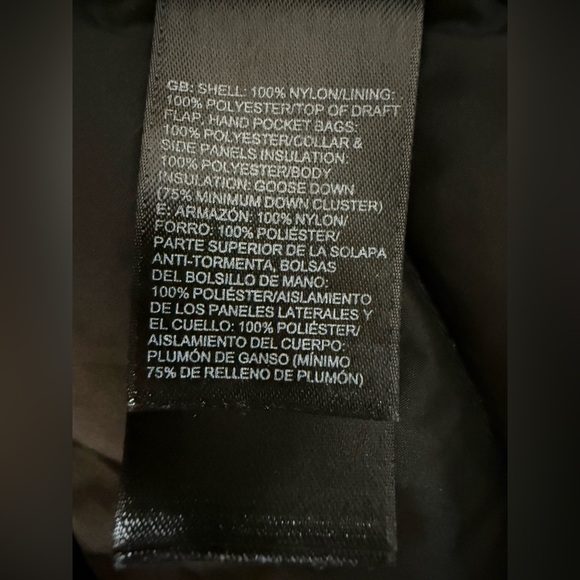 GB: SHELL: 100% NYLON/LINING:
100% POLYESTER/TOP OF DRAFT
FLAP, HAND POCKET BAGS:
100% POLYESTER/COLLAR &
SIDE PANELS INSULATION:
100% POLYESTER/BODY
INSULATION: GOOSE DOWN
(75% MINIMUM DOWN CLUSTER)
E: ARMAZÓN: 100% NYLON/
FORRO: 100% POLIÉSTER/
PARTE SUPERIOR DE LA SOLAPA
ANTI-TORMENTA, BOLSAS
DEL BOLSILLO DE MANO:
100% POLIÉSTER/AISLAMIENTO
DE LOS PANELES LATERALES Y
EL CUELLO: 100% POLIÉSTER/
AISLAMIENTO DEL CUERPO:
PLUMÓN DE GANSO (MÍNIMO
75% DE RELLENO DE PLUMÓN)